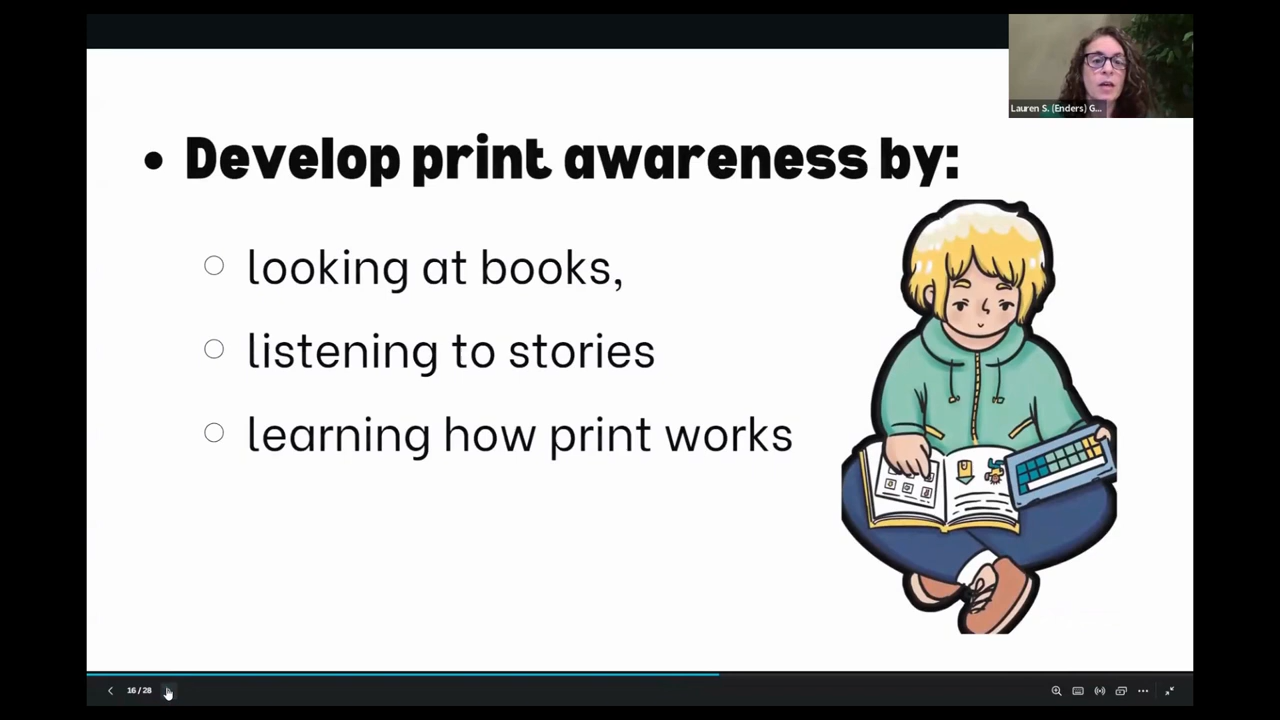 Lauren S. (Enders) G...
• Develop print awareness by:
○ looking at books,
○ listening to stories
○ learning how print works
16 / 28